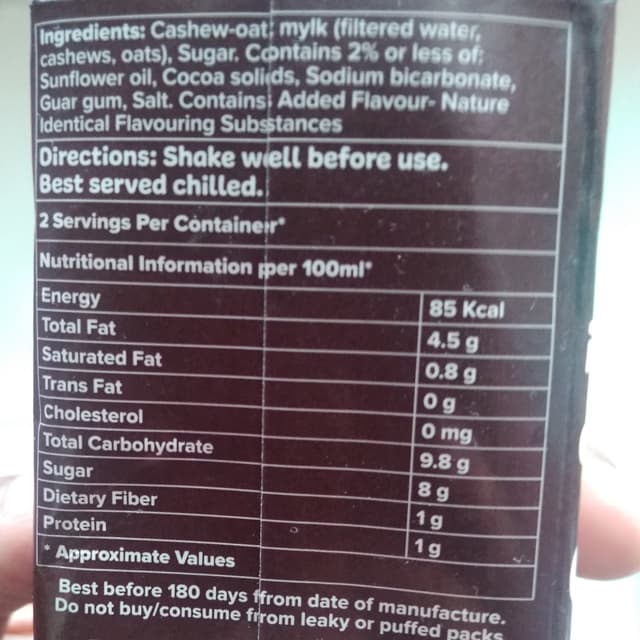 Ingredients: Cashew-oat mylk (filtered water,
cashews, oats), Sugar. Contains 2% or less of:
Sunflower oil, Cocoa solids, Sodium bicarbonate,
Guar gum, Salt. Contains Added Flavour- Nature
Identical Flavouring Substances
Directions: Shake well before use.
Best served chilled.
2 Servings Per Container*
Nutritional Information per 100ml*
Energy 85 Kcal
Total Fat 4.5 g
Saturated Fat 0.8 g
Trans Fat 0 g
Cholesterol 0 mg
Total Carbohydrate 9.8 g
Sugar 8 g
Dietary Fiber 1 g
Protein 1 g
* Approximate Values
Best before 180 days from date of manufacture.
Do not buy/consume from leaky or puffed packs